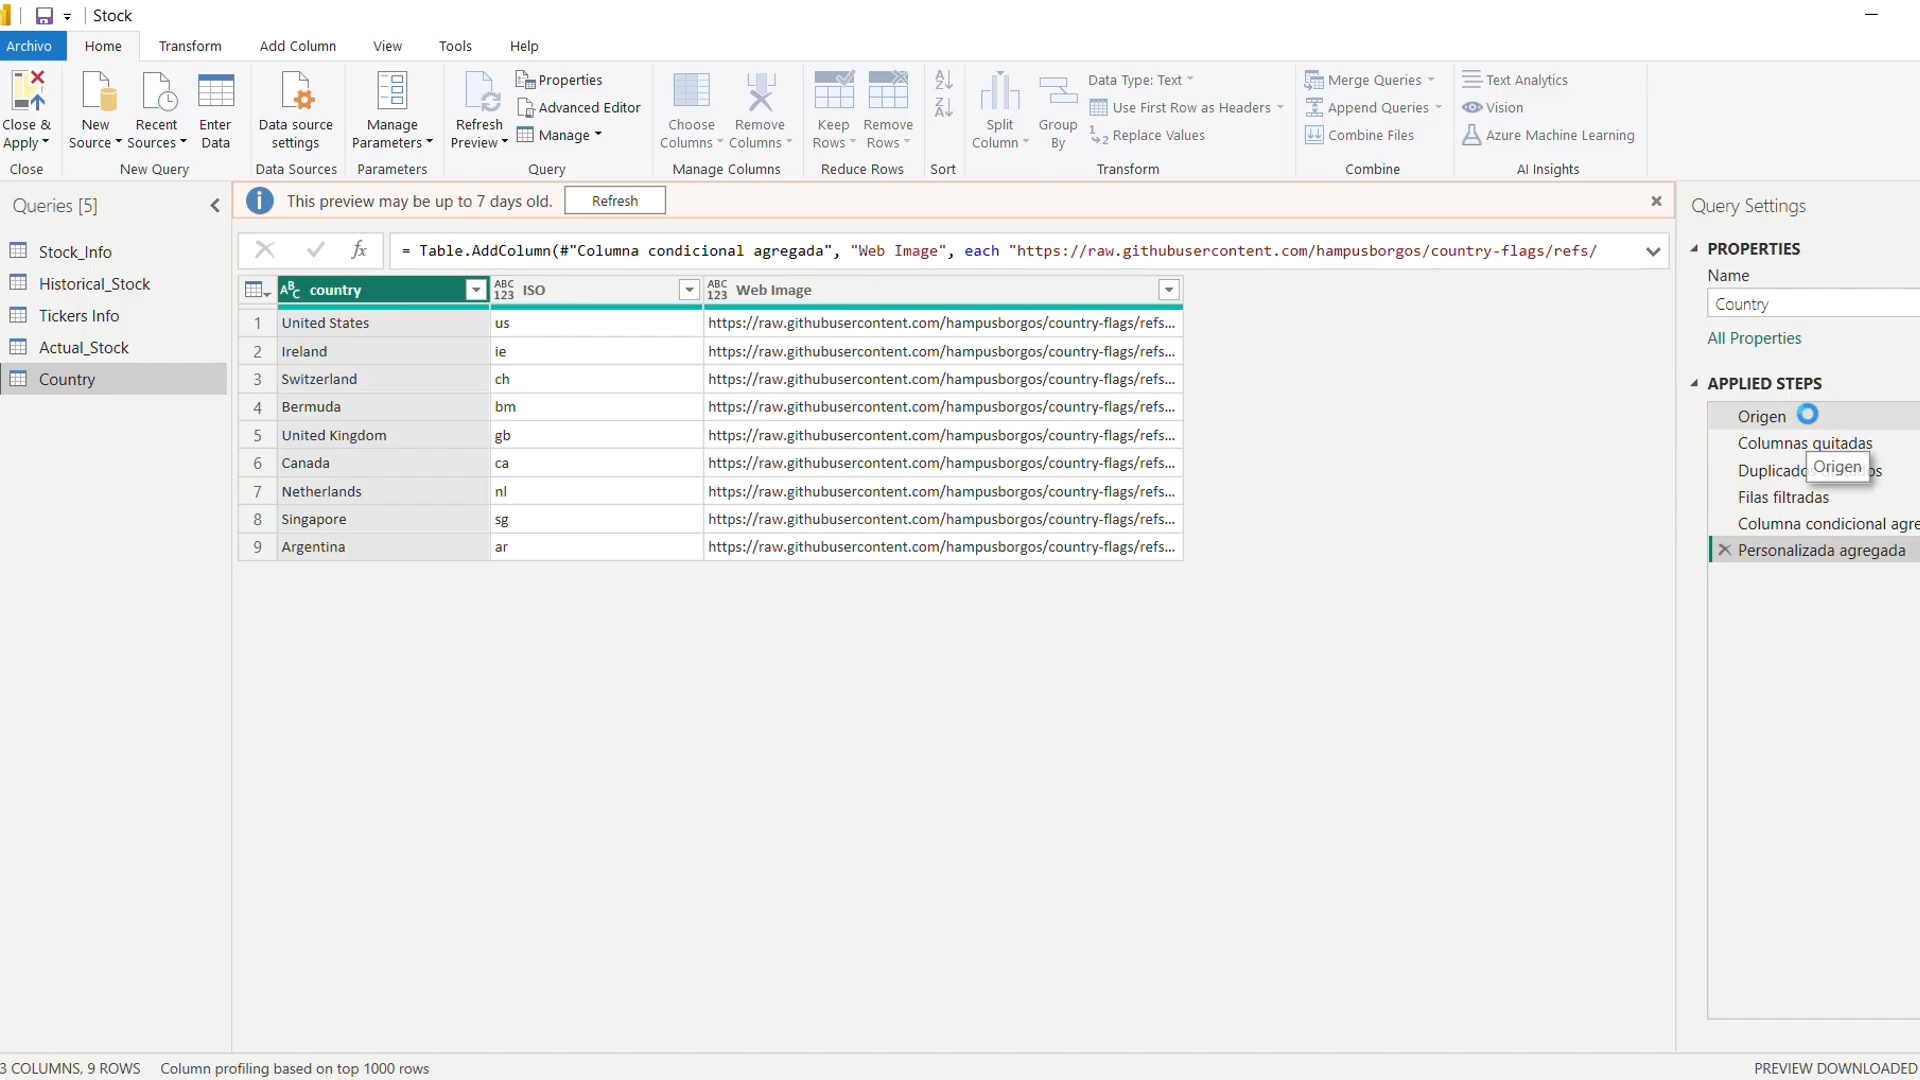 Stock
Archivo
Home
Transform
Add Column
View
Tools
Help
Close &
Apply
New
Source
Recent
Sources
Enter
Data
Data source
settings
Manage
Parameters
Refresh
Preview
Properties
Advanced Editor
Manage
Choose
Columns
Remove
Columns
Keep
Rows
Remove
Rows
Split
Column
Group
By
Data Type: Text
Use First Row as Headers
Replace Values
Merge Queries
Append Queries
Combine Files
Text Analytics
Vision
Azure Machine Learning
Close
New Query
Data Sources
Parameters
Query
Manage Columns
Reduce Rows
Sort
Transform
Combine
AI Insights
Queries [5]
Stock_Info
Historical_Stock
Tickers Info
Actual_Stock
Country
This preview may be up to 7 days old.
Refresh
fx
= Table.AddColumn(#"Columna condicional agregada", "Web Image", each "https://raw.githubusercontent.com/hampusborgos/country-flags/refs/
ABC country
ABC 123 ISO
ABC 123 Web Image
1 United States us https://raw.githubusercontent.com/hampusborgos/country-flags/refs...
2 Ireland ie https://raw.githubusercontent.com/hampusborgos/country-flags/refs...
3 Switzerland ch https://raw.githubusercontent.com/hampusborgos/country-flags/refs...
4 Bermuda bm https://raw.githubusercontent.com/hampusborgos/country-flags/refs...
5 United Kingdom gb https://raw.githubusercontent.com/hampusborgos/country-flags/refs...
6 Canada ca https://raw.githubusercontent.com/hampusborgos/country-flags/refs...
7 Netherlands nl https://raw.githubusercontent.com/hampusborgos/country-flags/refs...
8 Singapore sg https://raw.githubusercontent.com/hampusborgos/country-flags/refs...
9 Argentina ar https://raw.githubusercontent.com/hampusborgos/country-flags/refs...
Query Settings
PROPERTIES
Name
Country
All Properties
APPLIED STEPS
Origen
Columnas quitadas
Origen
Filas filtradas
Columna condicional agre
Personalizada agregada
3 COLUMNS, 9 ROWS
Column profiling based on top 1000 rows
PREVIEW DOWNLOADED